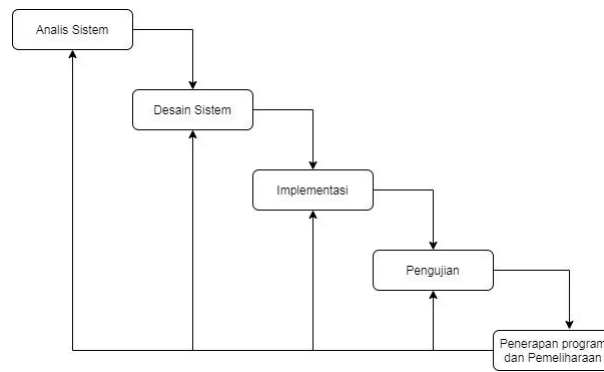 Analis Sistem
Desain Sistem
Implementasi
Pengujian
Penerapan program
dan Pemeliharaan